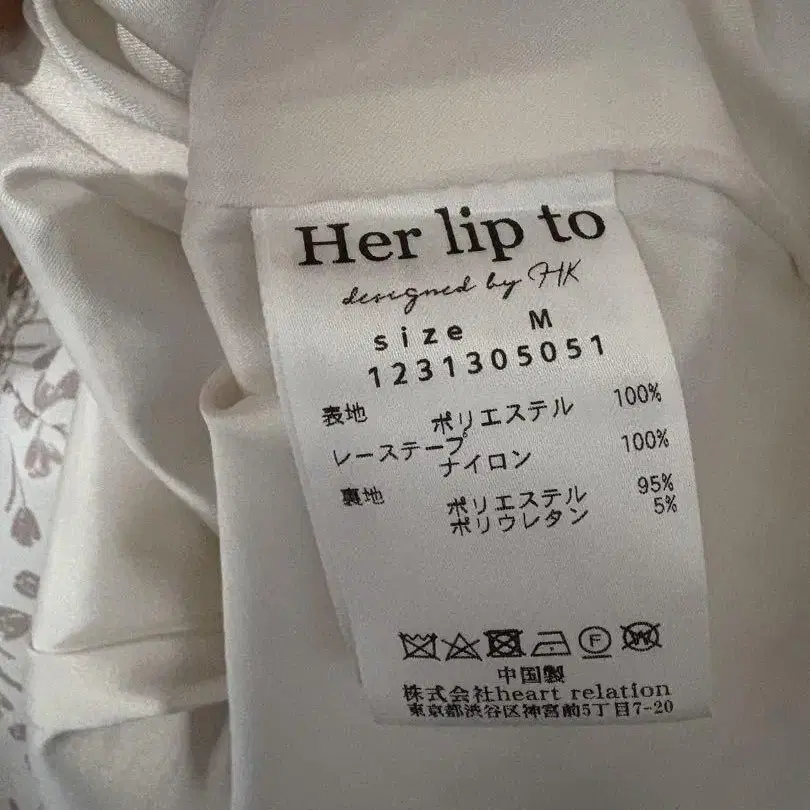 Her lip to
designed by HK
size M
1231305051
表地 ポリエステル 100%
レーステープ
ナイロン 100%
裏地 ポリエステル 95%
ポリウレタン 5%
F W
中国製
株式会社heart relation
東京都渋谷区神宮前5丁目7-20